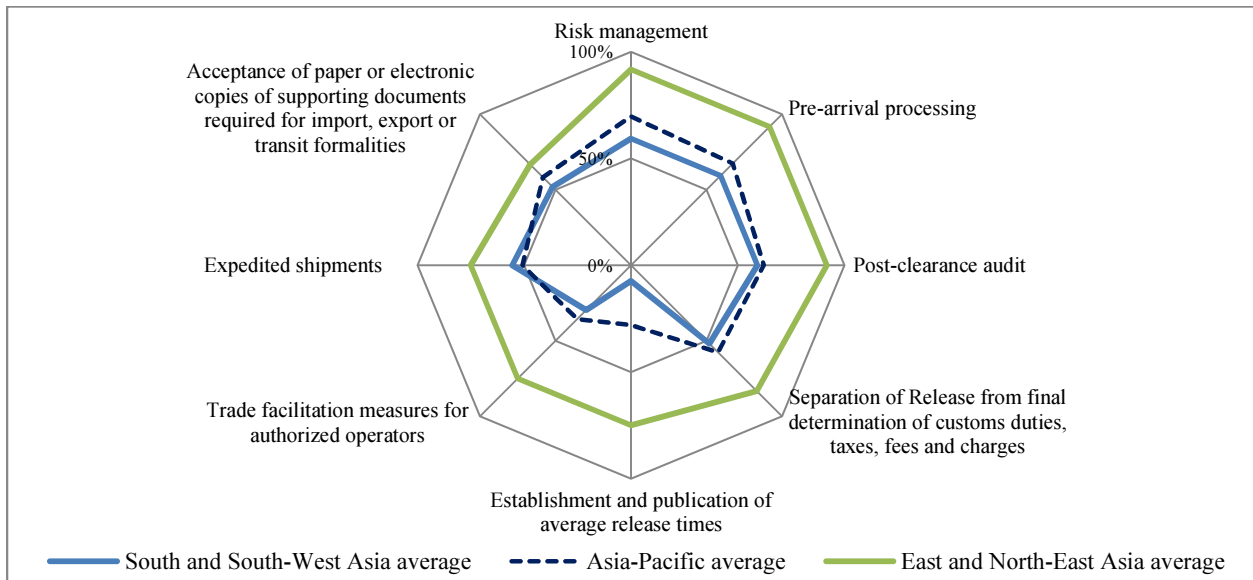 Risk management
100%
Acceptance of paper or electronic
copies of supporting documents
required for import, export or
transit formalities
Pre-arrival processing
50%
Expedited shipments
0%
Post-clearance audit
Trade facilitation measures for
authorized operators
Separation of Release from final
determination of customs duties,
taxes, fees and charges
Establishment and publication of
average release times
South and South-West Asia average
Asia-Pacific average
East and North-East Asia average